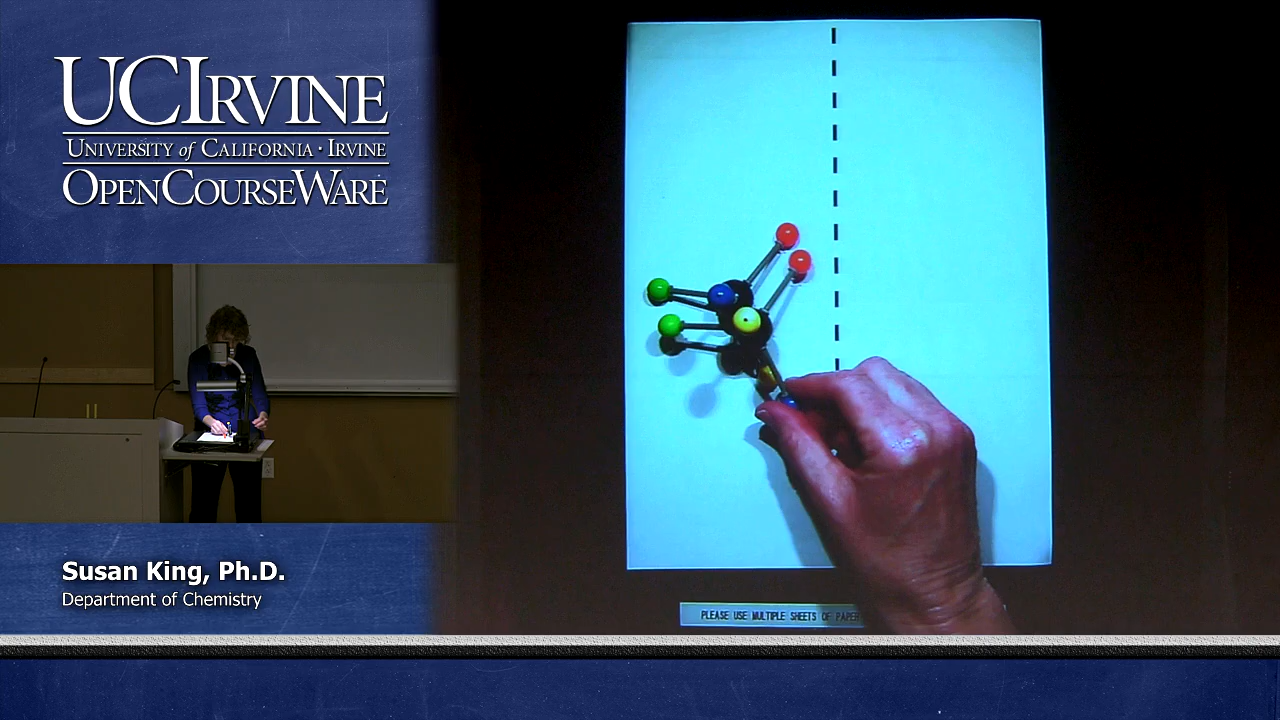 UCIRVINE
UNIVERSITY of CALIFORNIA · IRVINE
OPENCOURSEWARE
Susan King, Ph.D.
Department of Chemistry
PLEASE USE MULTIPLE SHEETS OF PAPER